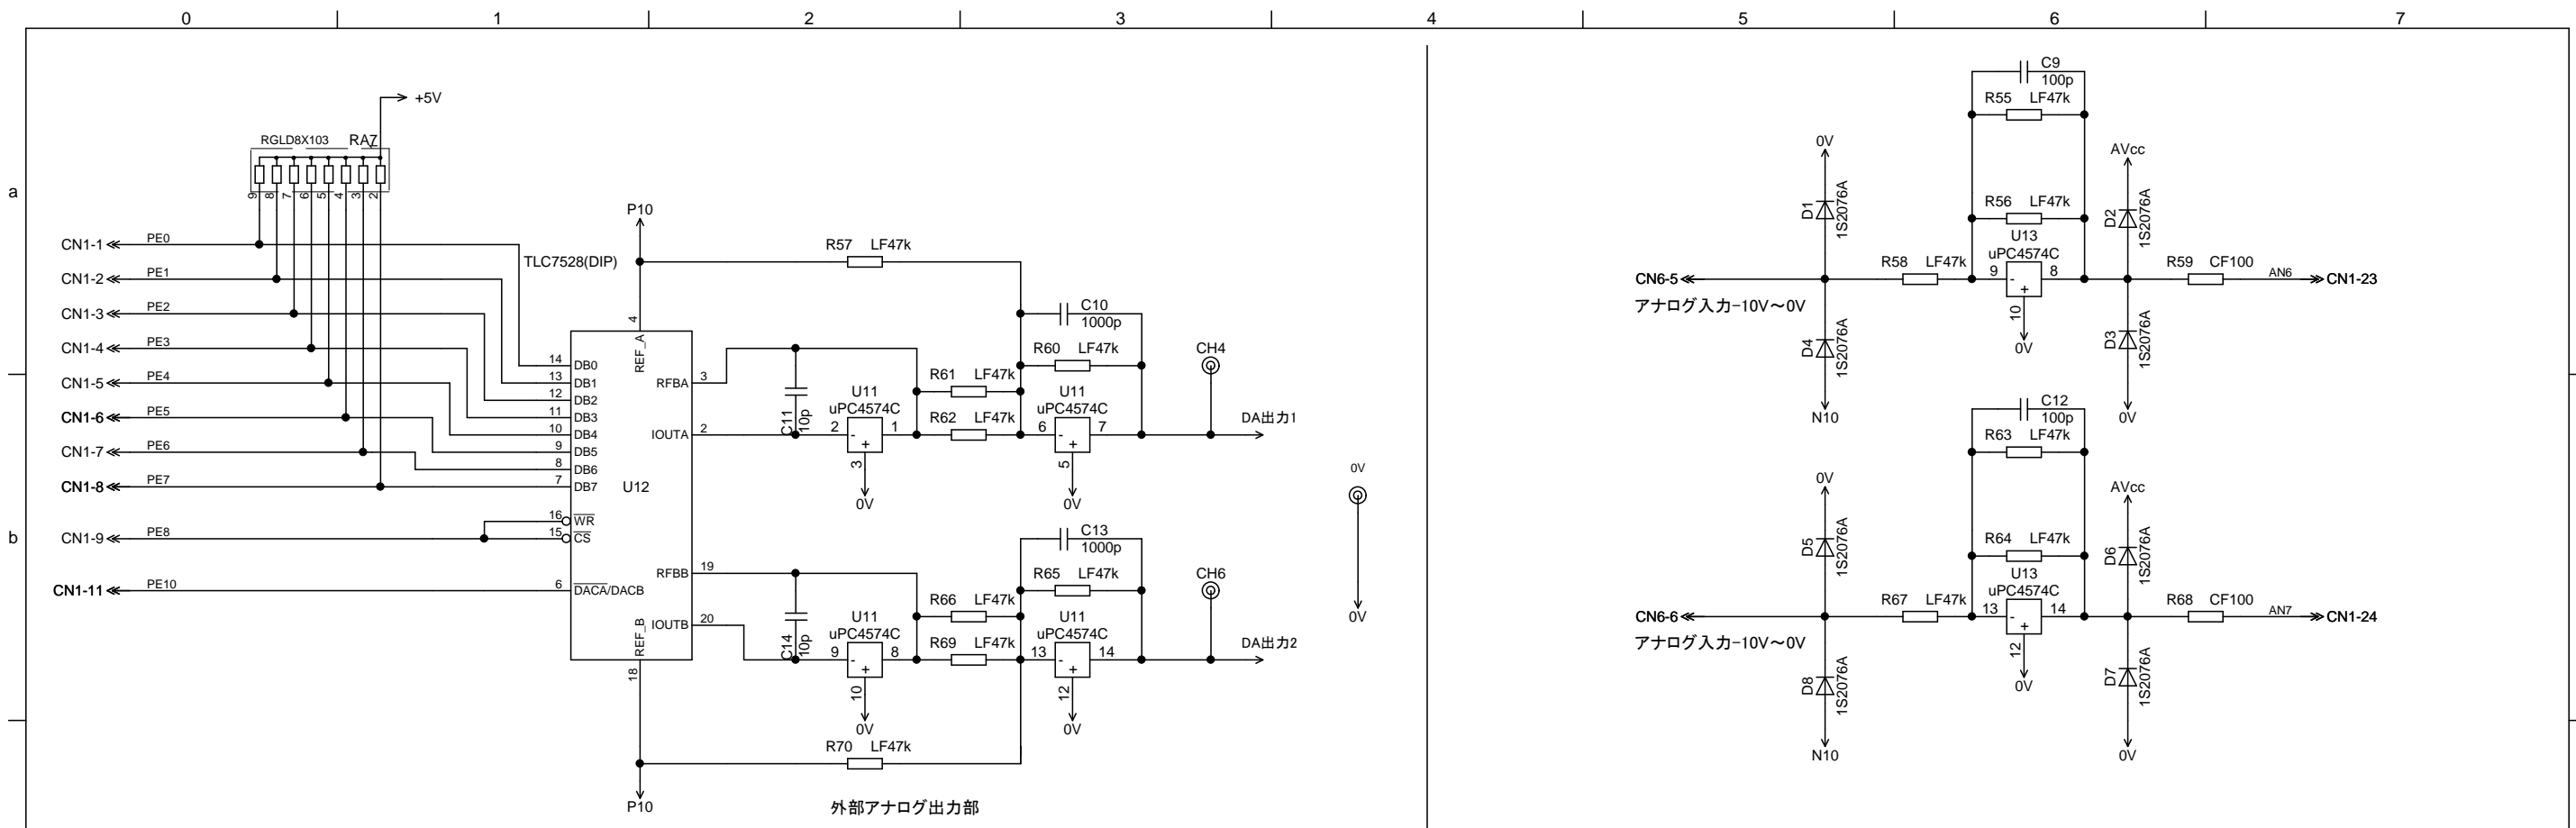 0 1 2 3 4 5 6 7
a
b
+5V
RGLD8X103 RA7
9 8 7 6 5 4 3 2
CN1-1 PE0
CN1-2 PE1
CN1-3 PE2
CN1-4 PE3
CN1-5 PE4
CN1-6 PE5
CN1-7 PE6
CN1-8 PE7
CN1-9 PE8
CN1-11 PE10
P10
TLC7528(DIP)
4
REF_A
14 DB0
13 DB1
12 DB2
11 DB3
10 DB4
9 DB5
8 DB6
7 DB7
U12
16 WR
15 CS
6 DACA/DACB
RFBA 3
IOUTA 2
RFBB 19
IOUTB 20
REF_B
18
P10
R57 LF47k
C10
1000p
R60 LF47k
R61 LF47k
R62 LF47k
C11
10p
U11
uPC4574C
2 - 1
+
3
0V
U11
uPC4574C
6 - 7
+
5
0V
CH4
DA出力1
C13
1000p
R65 LF47k
R66 LF47k
R69 LF47k
C14
10p
U11
uPC4574C
9 - 8
+
10
0V
U11
uPC4574C
13 - 14
+
12
0V
CH6
DA出力2
R70 LF47k
外部アナログ出力部
0V
0V
C9
100p
R55 LF47k
R56 LF47k
U13
uPC4574C
9 - 8
+
10
0V
0V
D1
1S2076A
D4
1S2076A
N10
AVcc
D2
1S2076A
D3
1S2076A
0V
CN6-5
アナログ入力-10V~0V
R58 LF47k
R59 CF100
AN6
CN1-23
C12
100p
R63 LF47k
R64 LF47k
U13
uPC4574C
13 - 14
+
12
0V
0V
D5
1S2076A
D8
1S2076A
N10
AVcc
D6
1S2076A
D7
1S2076A
0V
CN6-6
アナログ入力-10V~0V
R67 LF47k
R68 CF100
AN7
CN1-24